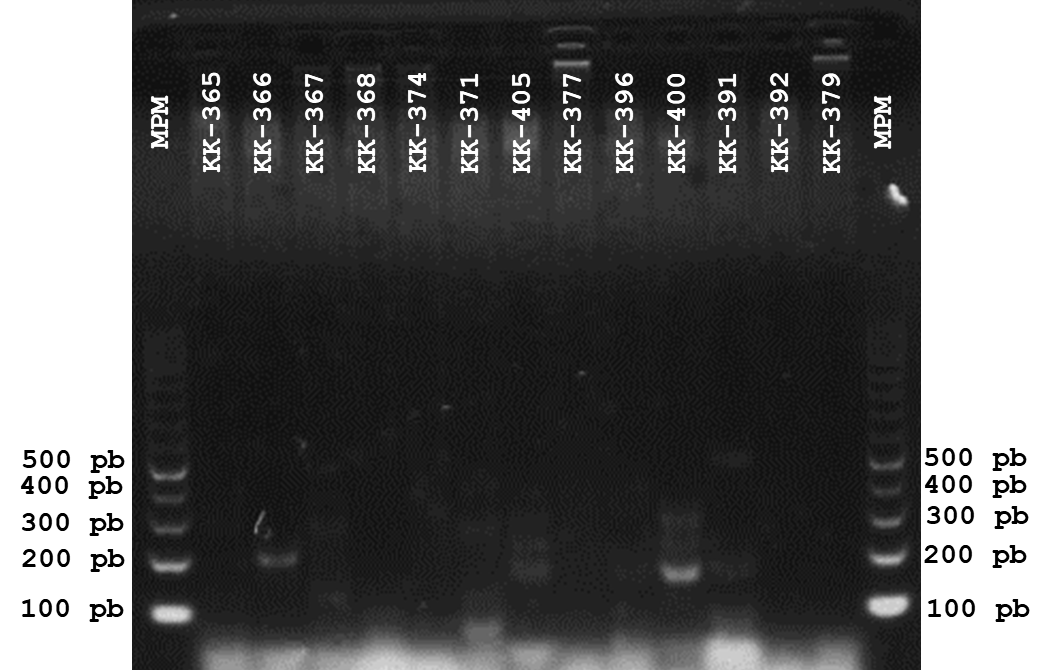 MPM
KK-365
KK-366
KK-367
KK-368
KK-374
KK-371
KK-405
KK-377
KK-396
KK-400
KK-391
KK-392
KK-379
MPM
500 pb
400 pb
300 pb
200 pb
100 pb
500 pb
400 pb
300 pb
200 pb
100 pb